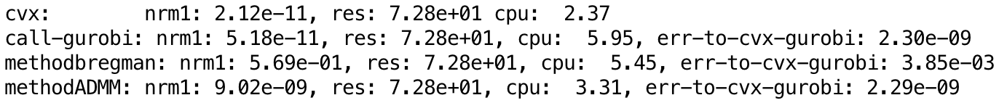 cvx:        nrm1: 2.12e-11, res: 7.28e+01 cpu:  2.37
call-gurobi: nrm1: 5.18e-11, res: 7.28e+01, cpu:  5.95, err-to-cvx-gurobi: 2.30e-09
methodbregman: nrm1: 5.69e-01, res: 7.28e+01, cpu:  5.45, err-to-cvx-gurobi: 3.85e-03
methodADMM: nrm1: 9.02e-09, res: 7.28e+01, cpu:  3.31, err-to-cvx-gurobi: 2.29e-09